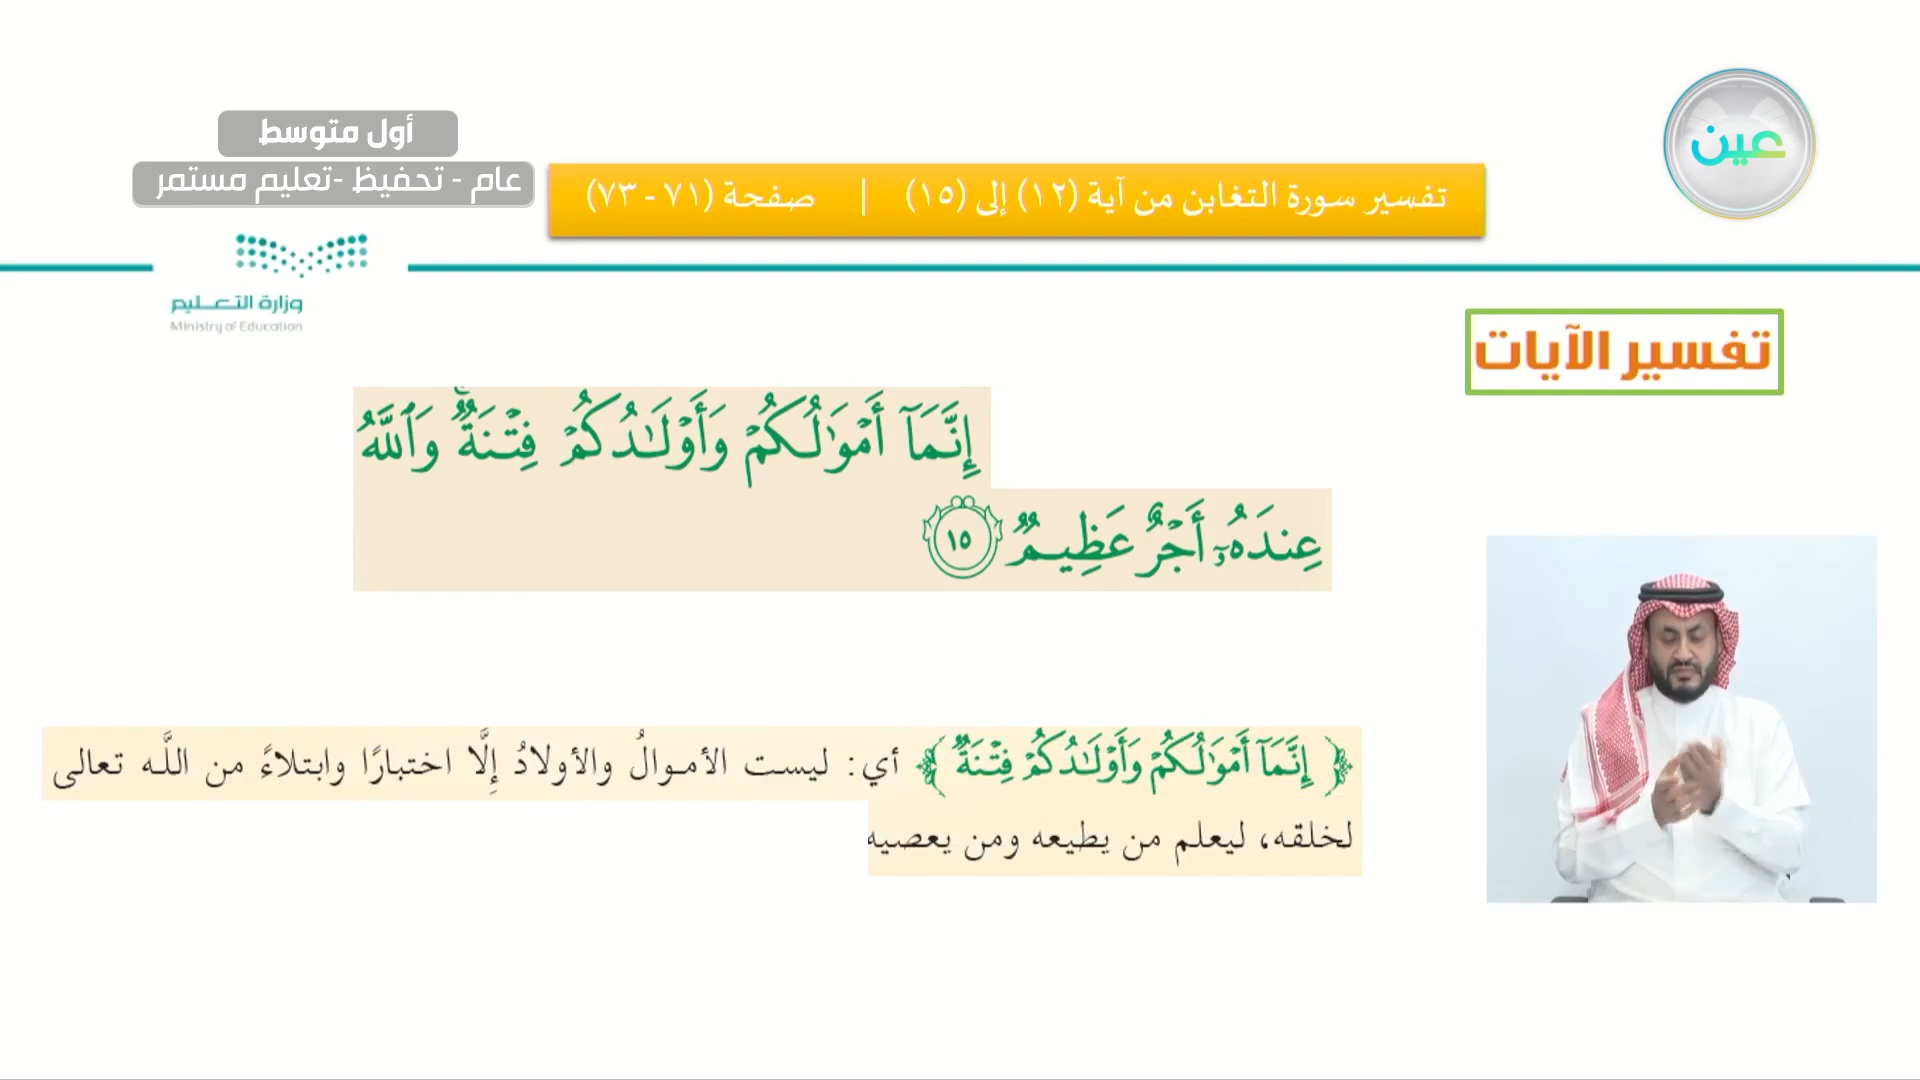 عين
أول متوسط
عام - تحفيظ -تعليم مستمر
تفسير سورة التغابن من آية (١٢) إلى (١٥) | صفحة (٧١ - ٧٣)
وزارة التعليم
Ministry of Education
تفسير الآيات
إِنَّمَآ أَمْوَٰلُكُمْ وَأَوْلَٰدُكُمْ فِتْنَةٌۚ وَٱللَّهُ
عِندَهُۥٓ أَجْرٌ عَظِيمٌ ١٥
﴿إِنَّمَآ أَمْوَٰلُكُمْ وَأَوْلَٰدُكُمْ فِتْنَةٌ﴾ أي: ليست الأموالُ والأولادُ إلَّا اختبارًا وابتلاءً من اللَّه تعالى
لخلقه، ليعلم من يطيعه ومن يعصيه